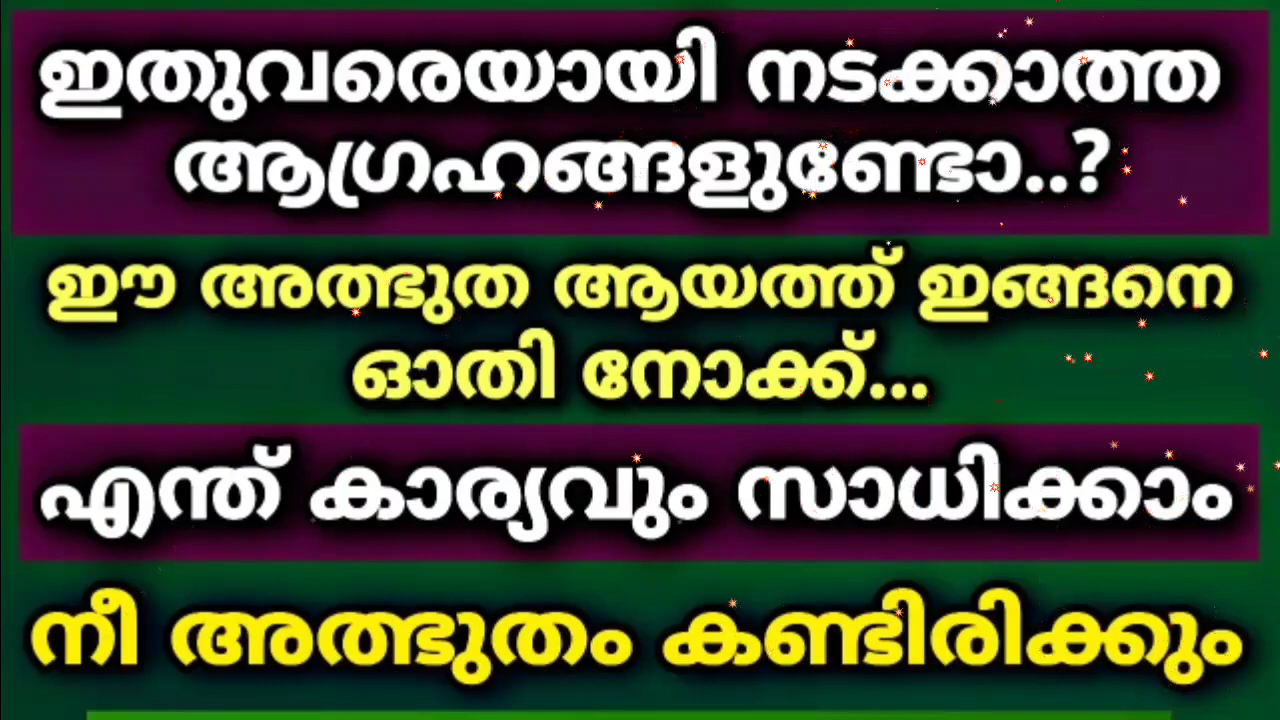 ഇതുവരെയായി നടക്കാത്ത
ആഗ്രഹങ്ങളുണ്ടോ..?
ഈ അത്ഭുത ആയത്ത് ഇങ്ങനെ
ഓതി നോക്ക്...
എന്ത് കാര്യവും സാധിക്കാം
നീ അത്ഭുതം കണ്ടിരിക്കും